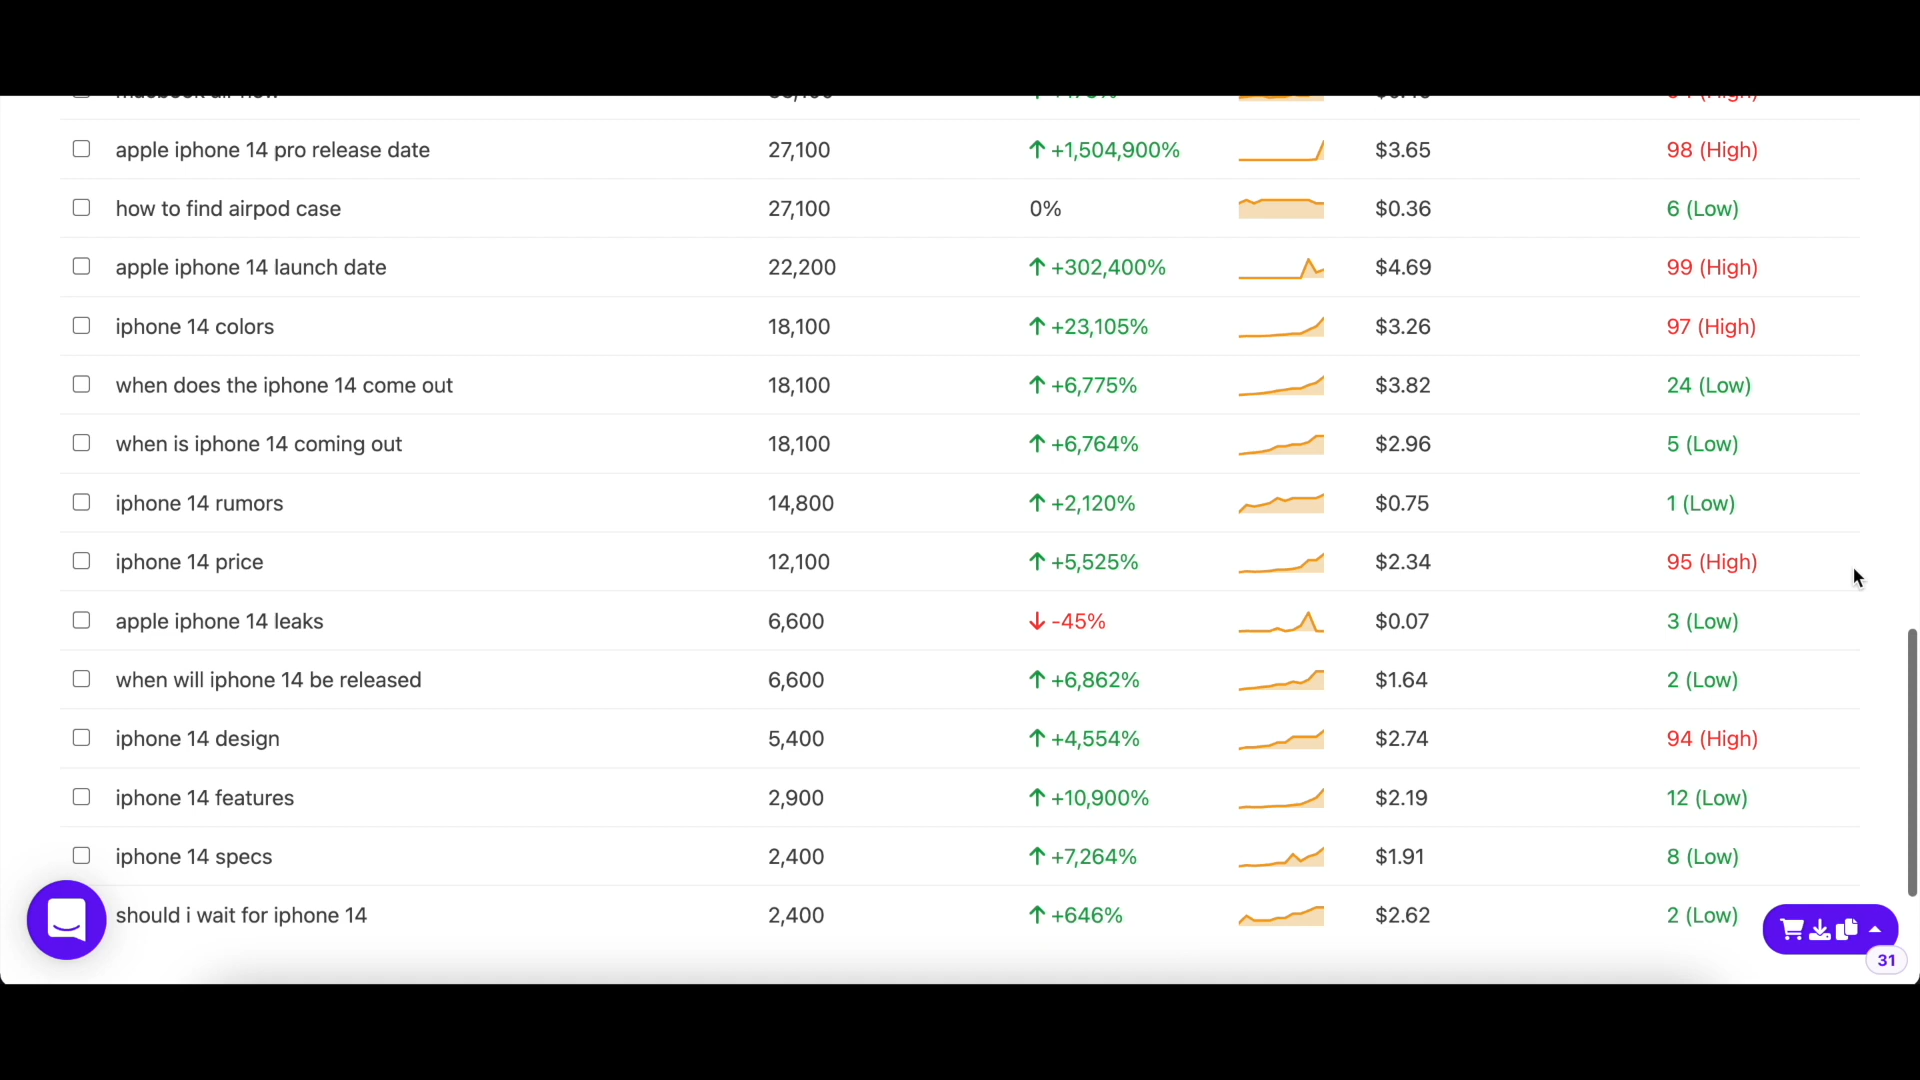 apple iphone 14 pro release date 27,100 +1,504,900% $3.65 98 (High)
how to find airpod case 27,100 0% $0.36 6 (Low)
apple iphone 14 launch date 22,200 +302,400% $4.69 99 (High)
iphone 14 colors 18,100 +23,105% $3.26 97 (High)
when does the iphone 14 come out 18,100 +6,775% $3.82 24 (Low)
when is iphone 14 coming out 18,100 +6,764% $2.96 5 (Low)
iphone 14 rumors 14,800 +2,120% $0.75 1 (Low)
iphone 14 price 12,100 +5,525% $2.34 95 (High)
apple iphone 14 leaks 6,600 -45% $0.07 3 (Low)
when will iphone 14 be released 6,600 +6,862% $1.64 2 (Low)
iphone 14 design 5,400 +4,554% $2.74 94 (High)
iphone 14 features 2,900 +10,900% $2.19 12 (Low)
iphone 14 specs 2,400 +7,264% $1.91 8 (Low)
should i wait for iphone 14 2,400 +646% $2.62 2 (Low)
31